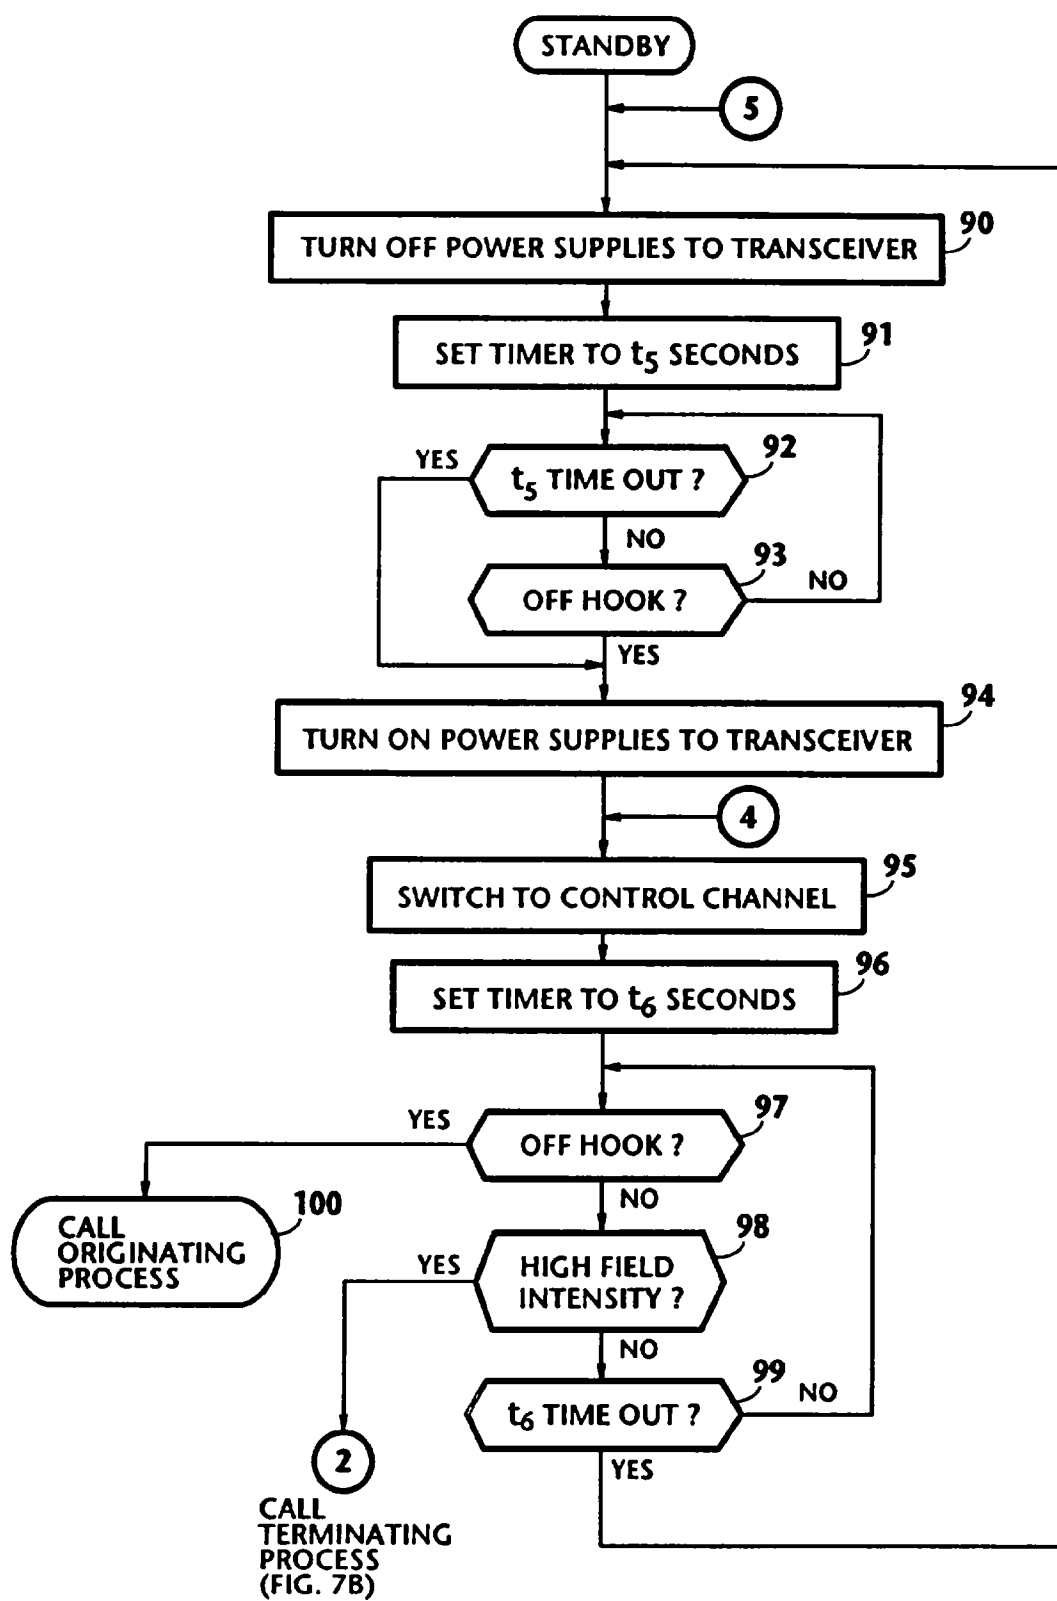 STANDBY
5
90
TURN OFF POWER SUPPLIES TO TRANSCEIVER
91
SET TIMER TO t5 SECONDS
92
YES
t5 TIME OUT ?
NO
93
OFF HOOK ?
NO
YES
94
TURN ON POWER SUPPLIES TO TRANSCEIVER
4
95
SWITCH TO CONTROL CHANNEL
96
SET TIMER TO t6 SECONDS
97
YES
OFF HOOK ?
NO
100
CALL
ORIGINATING
PROCESS
98
YES
HIGH FIELD
INTENSITY ?
NO
99
t6 TIME OUT ?
NO
YES
2
CALL
TERMINATING
PROCESS
(FIG. 7B)